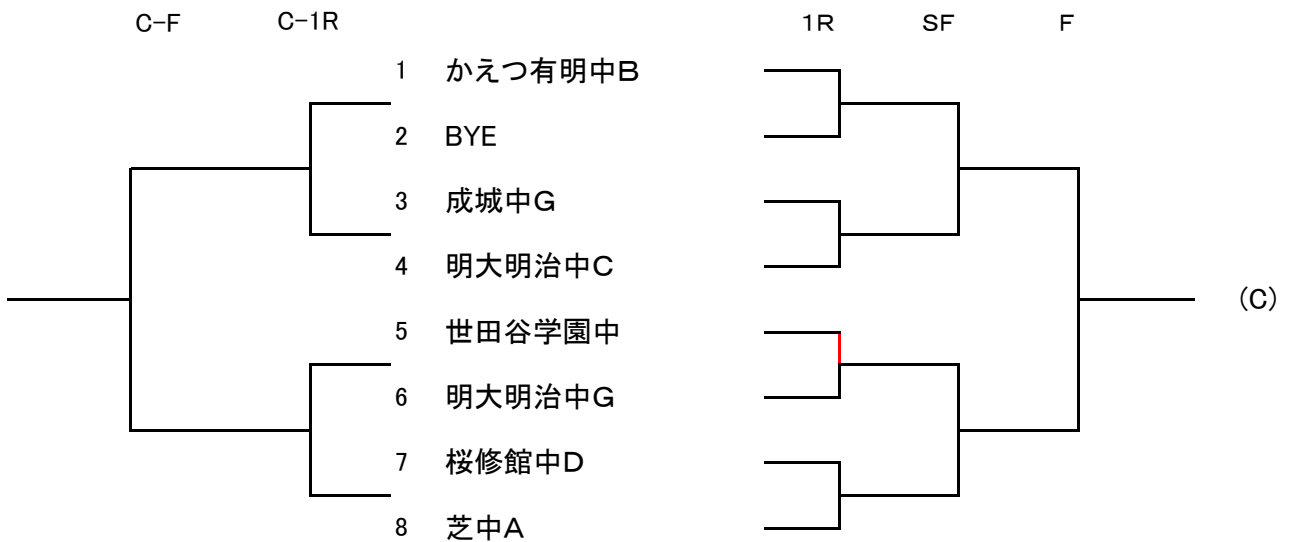 C-F C-1R 1R SF F
1 かえつ有明中B
2 BYE
3 成城中G
4 明大明治中C
(C)
5 世田谷学園中
6 明大明治中G
7 桜修館中D
8 芝中A